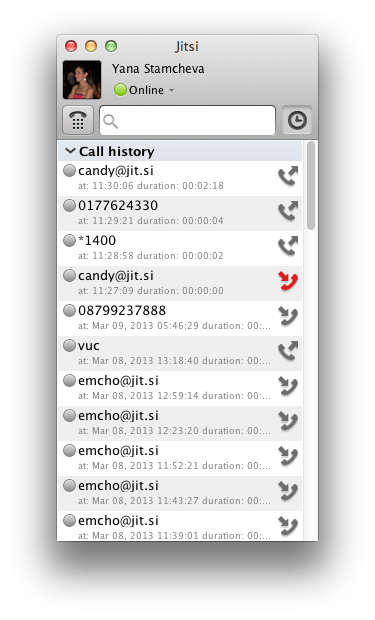 Jitsi
Yana Stamcheva
Online
Call history
candy@jit.si
at: 11:30:06 duration: 00:02:18
0177624330
at: 11:29:21 duration: 00:00:04
*1400
at: 11:28:58 duration: 00:00:02
candy@jit.si
at: 11:27:09 duration: 00:00:00
08799237888
at: Mar 09, 2013 05:46:29 duration: 00:...
vuc
at: Mar 08, 2013 13:18:40 duration: 00:...
emcho@jit.si
at: Mar 08, 2013 12:59:14 duration: 00:...
emcho@jit.si
at: Mar 08, 2013 12:23:20 duration: 00:...
emcho@jit.si
at: Mar 08, 2013 11:52:21 duration: 00:...
emcho@jit.si
at: Mar 08, 2013 11:43:27 duration: 00:...
emcho@jit.si
at: Mar 08, 2013 11:39:01 duration: 00:...